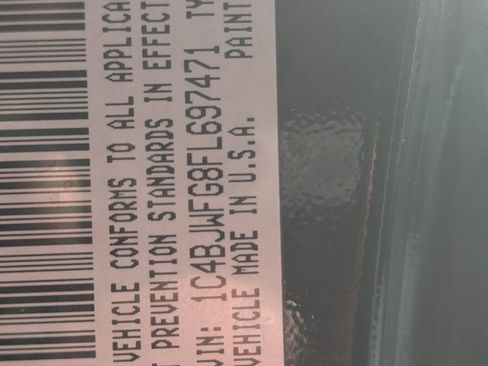 VEHICLE CONFORMS TO ALL APPLICA
T PREVENTION STANDARDS IN EFFECT
VIN: 1C4BJWFG8FL697471 TY
VEHICLE MADE IN U.S.A. PAINT